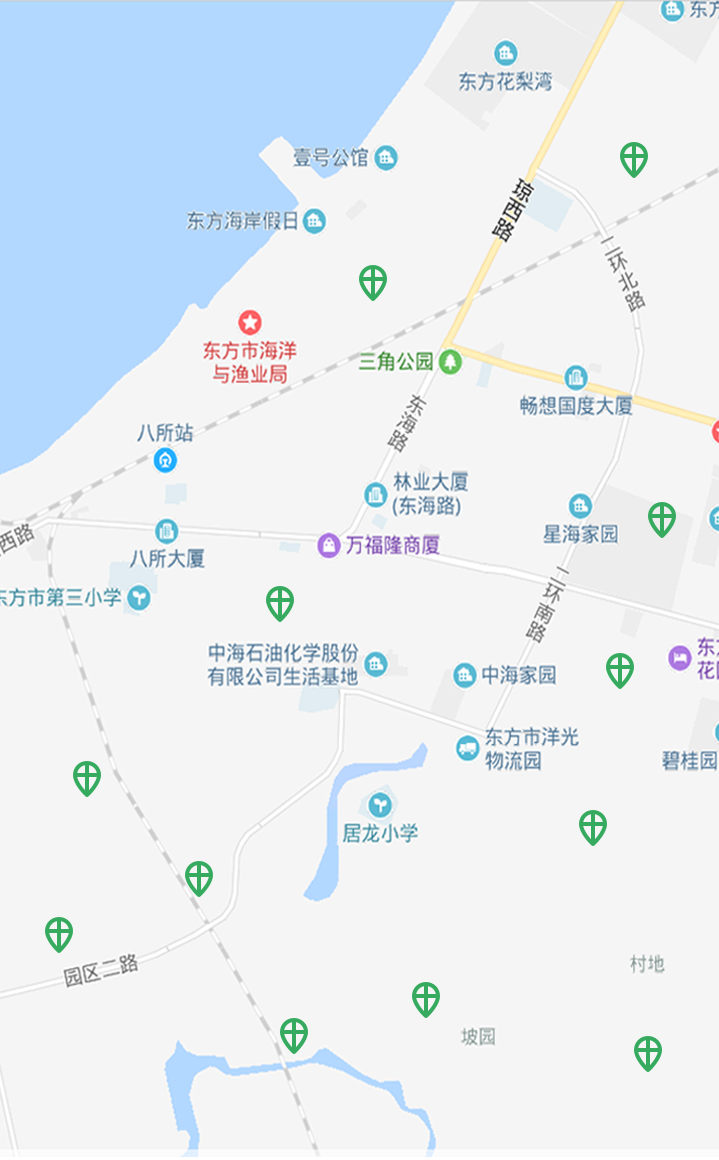 东方
东方花梨湾
壹号公馆
琼西路
东方海岸假日
二环北路
东方市海洋
与渔业局
三角公园
畅想国度大厦
东海路
八所站
林业大厦
(东海路)
西路
星海家园
万福隆商厦
八所大厦
二环南路
东方市第三小学
中海石油化学股份
有限公司生活基地
中海家园
东方市洋光
物流园
碧桂园
居龙小学
园区二路
村地
坡园